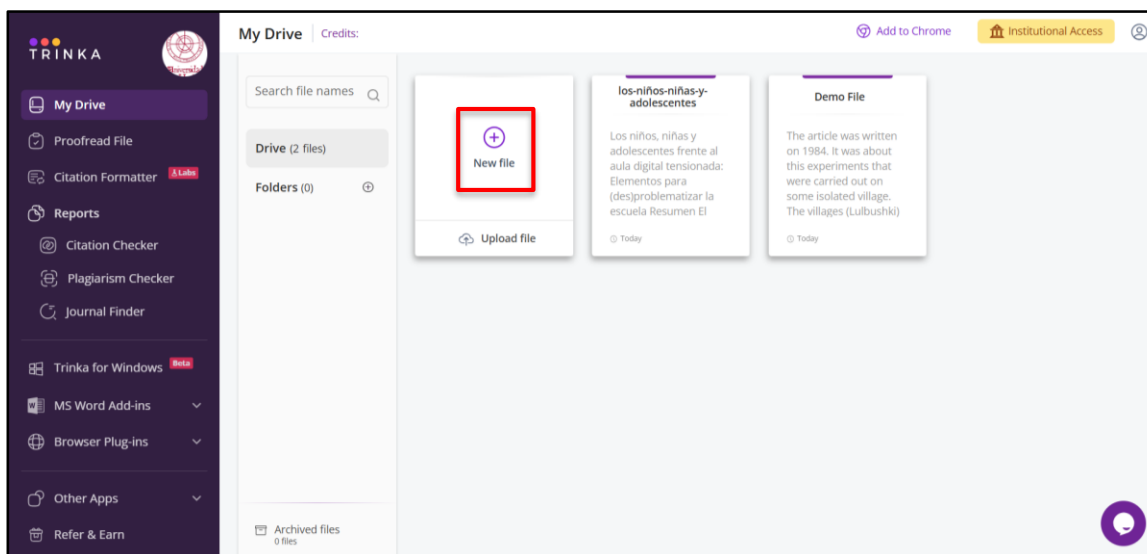 TRINKA
My Drive
Proofread File
Citation Formatter Labs
Reports
Citation Checker
Plagiarism Checker
Journal Finder
Trinka for Windows Beta
MS Word Add-ins
Browser Plug-ins
Other Apps
Refer & Earn
My Drive Credits:
Add to Chrome
Institutional Access
Search file names
Drive (2 files)
Folders (0)
Archived files
0 files
New file
Upload file
los-niños-niñas-y-
adolescentes
Los niños, niñas y
adolescentes frente al
aula digital tensionada:
Elementos para
(des)problematizar la
escuela Resumen El
Today
Demo File
The article was written
on 1984. It was about
this experiments that
were carried out on
some isolated village.
The villages (Lulbushki)
Today